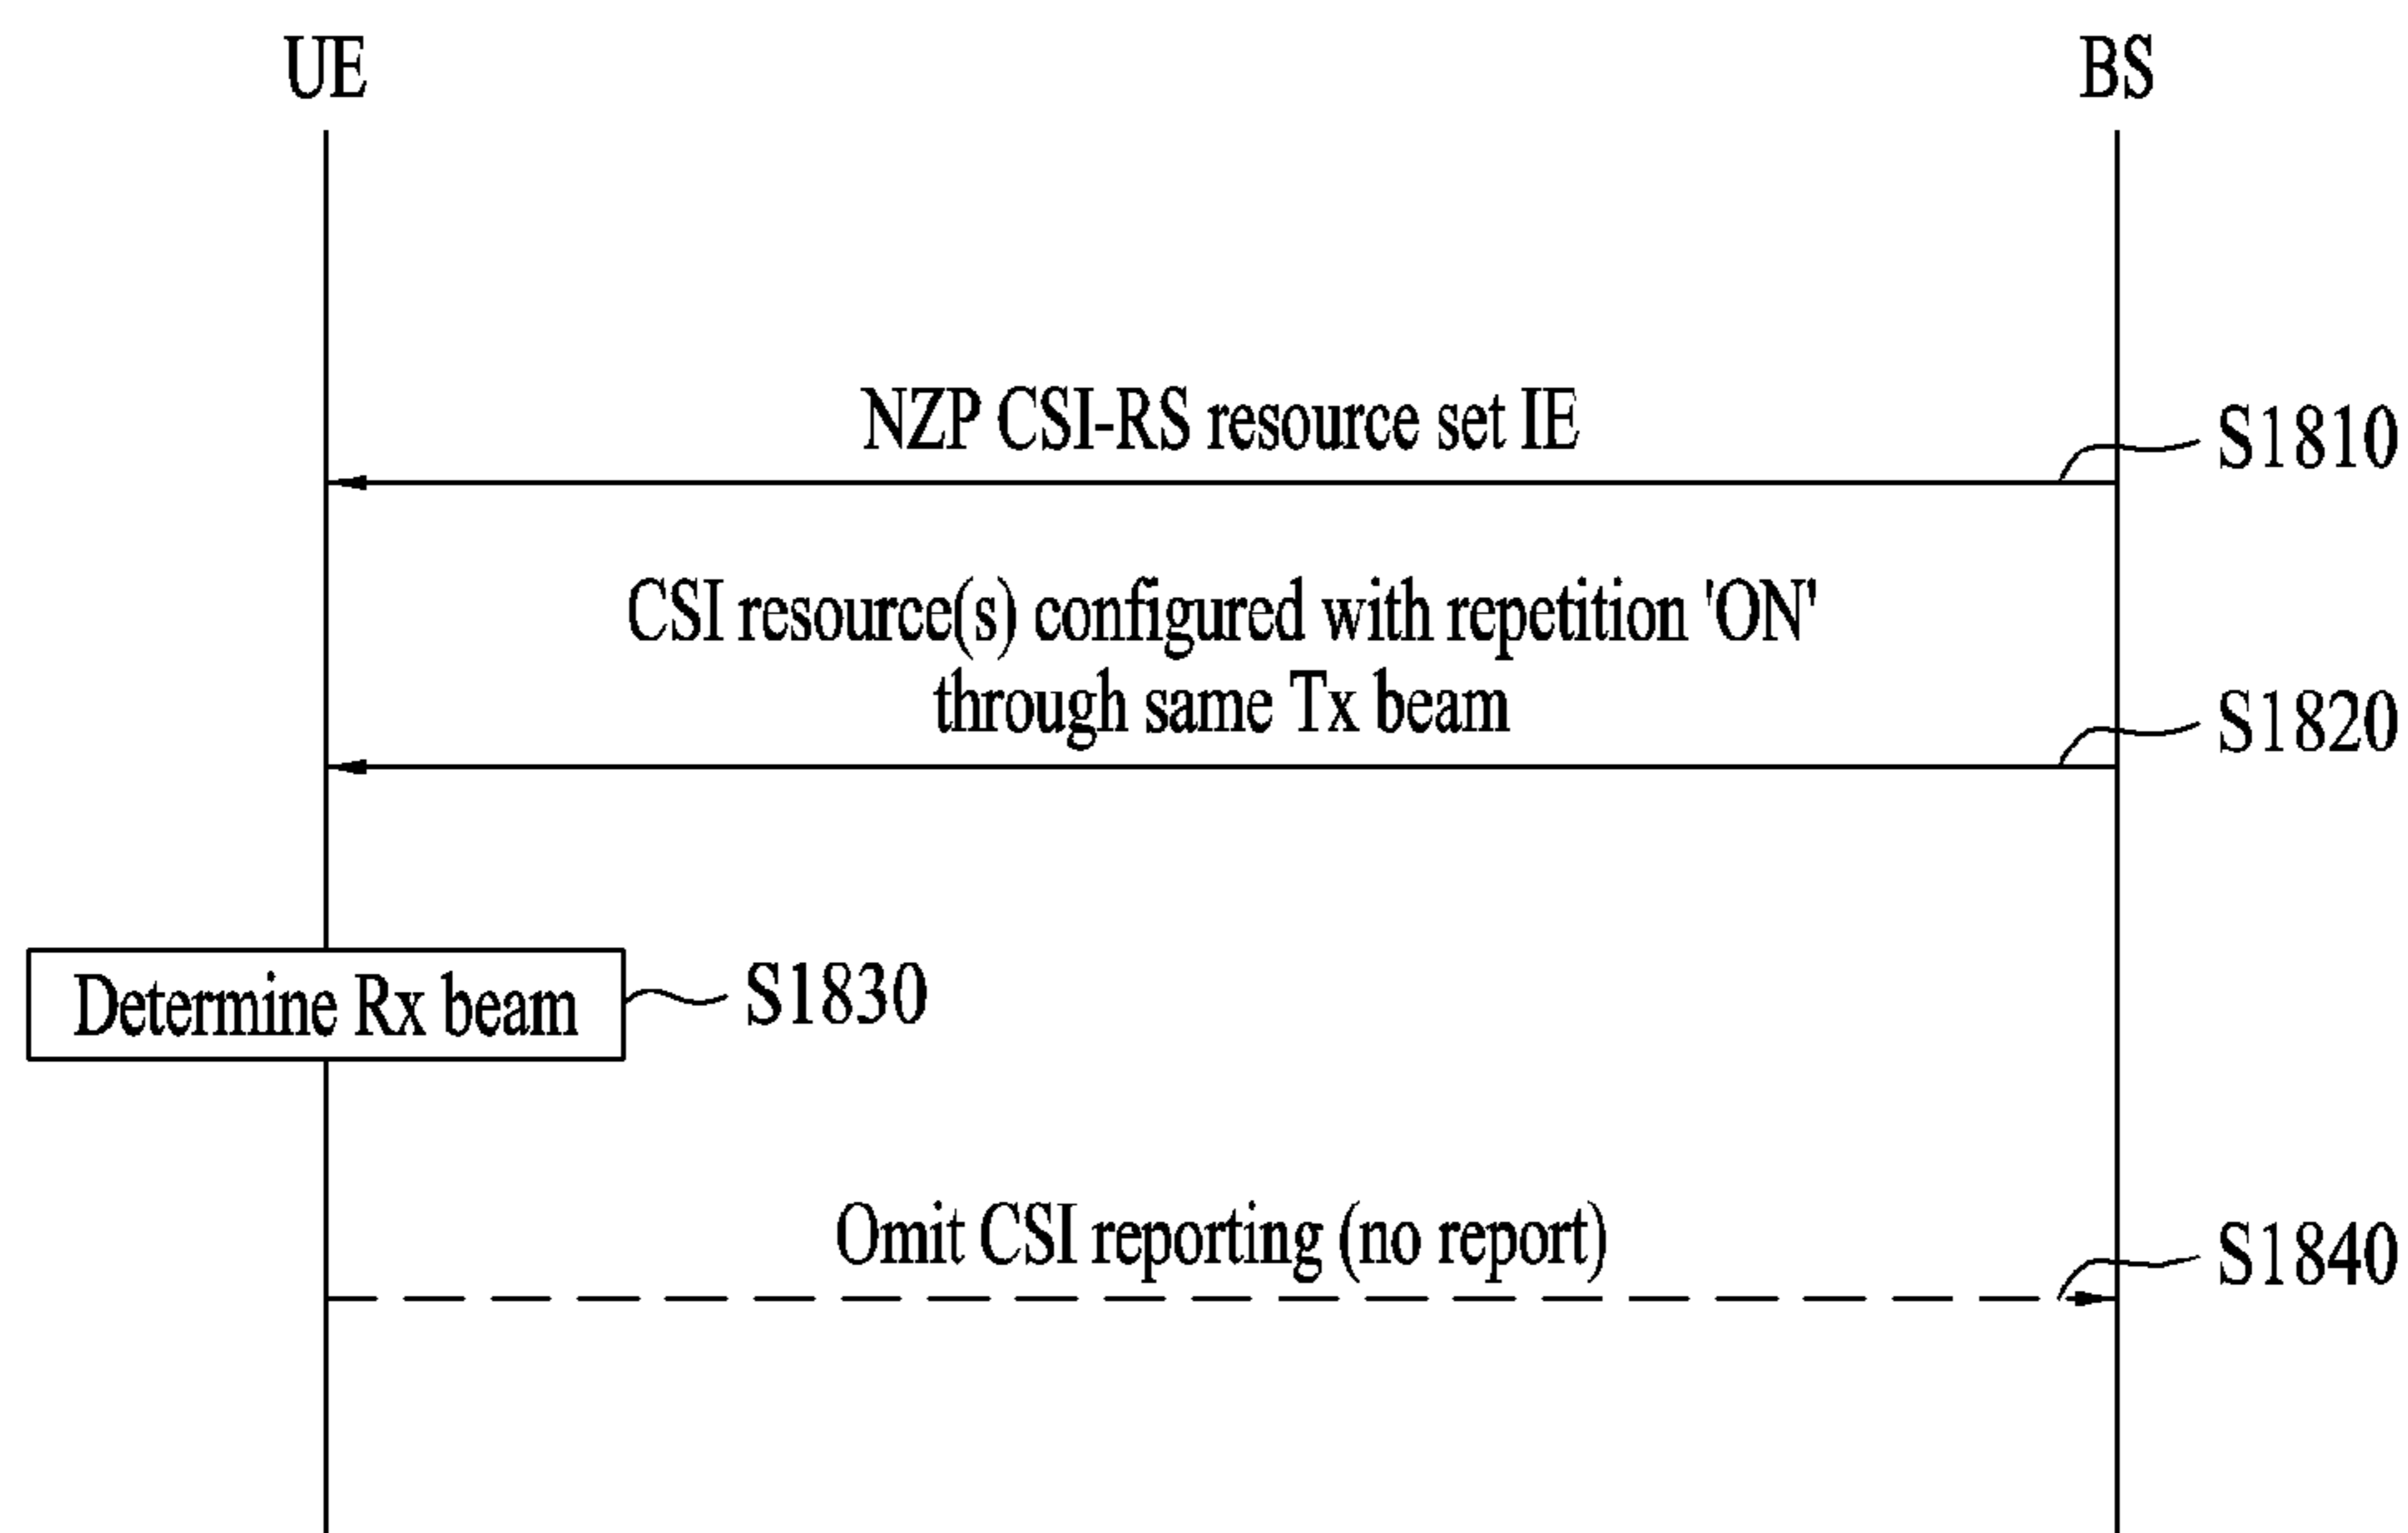 UE
BS
NZP CSI-RS resource set IE
S1810
CSI resource(s) configured with repetition 'ON'
through same Tx beam
S1820
Determine Rx beam
S1830
Omit CSI reporting (no report)
S1840